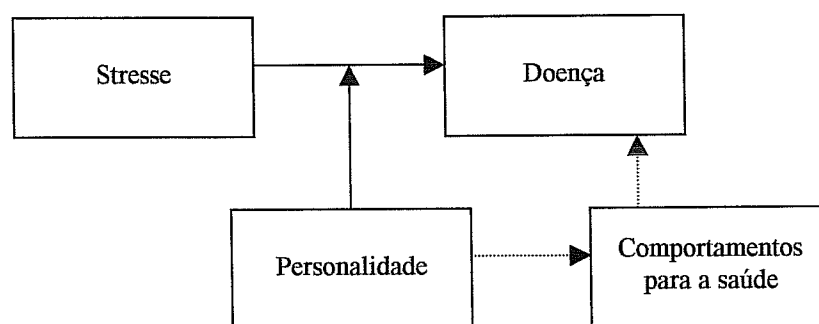 Stresse
Doença
Personalidade
Comportamentos
para a saúde